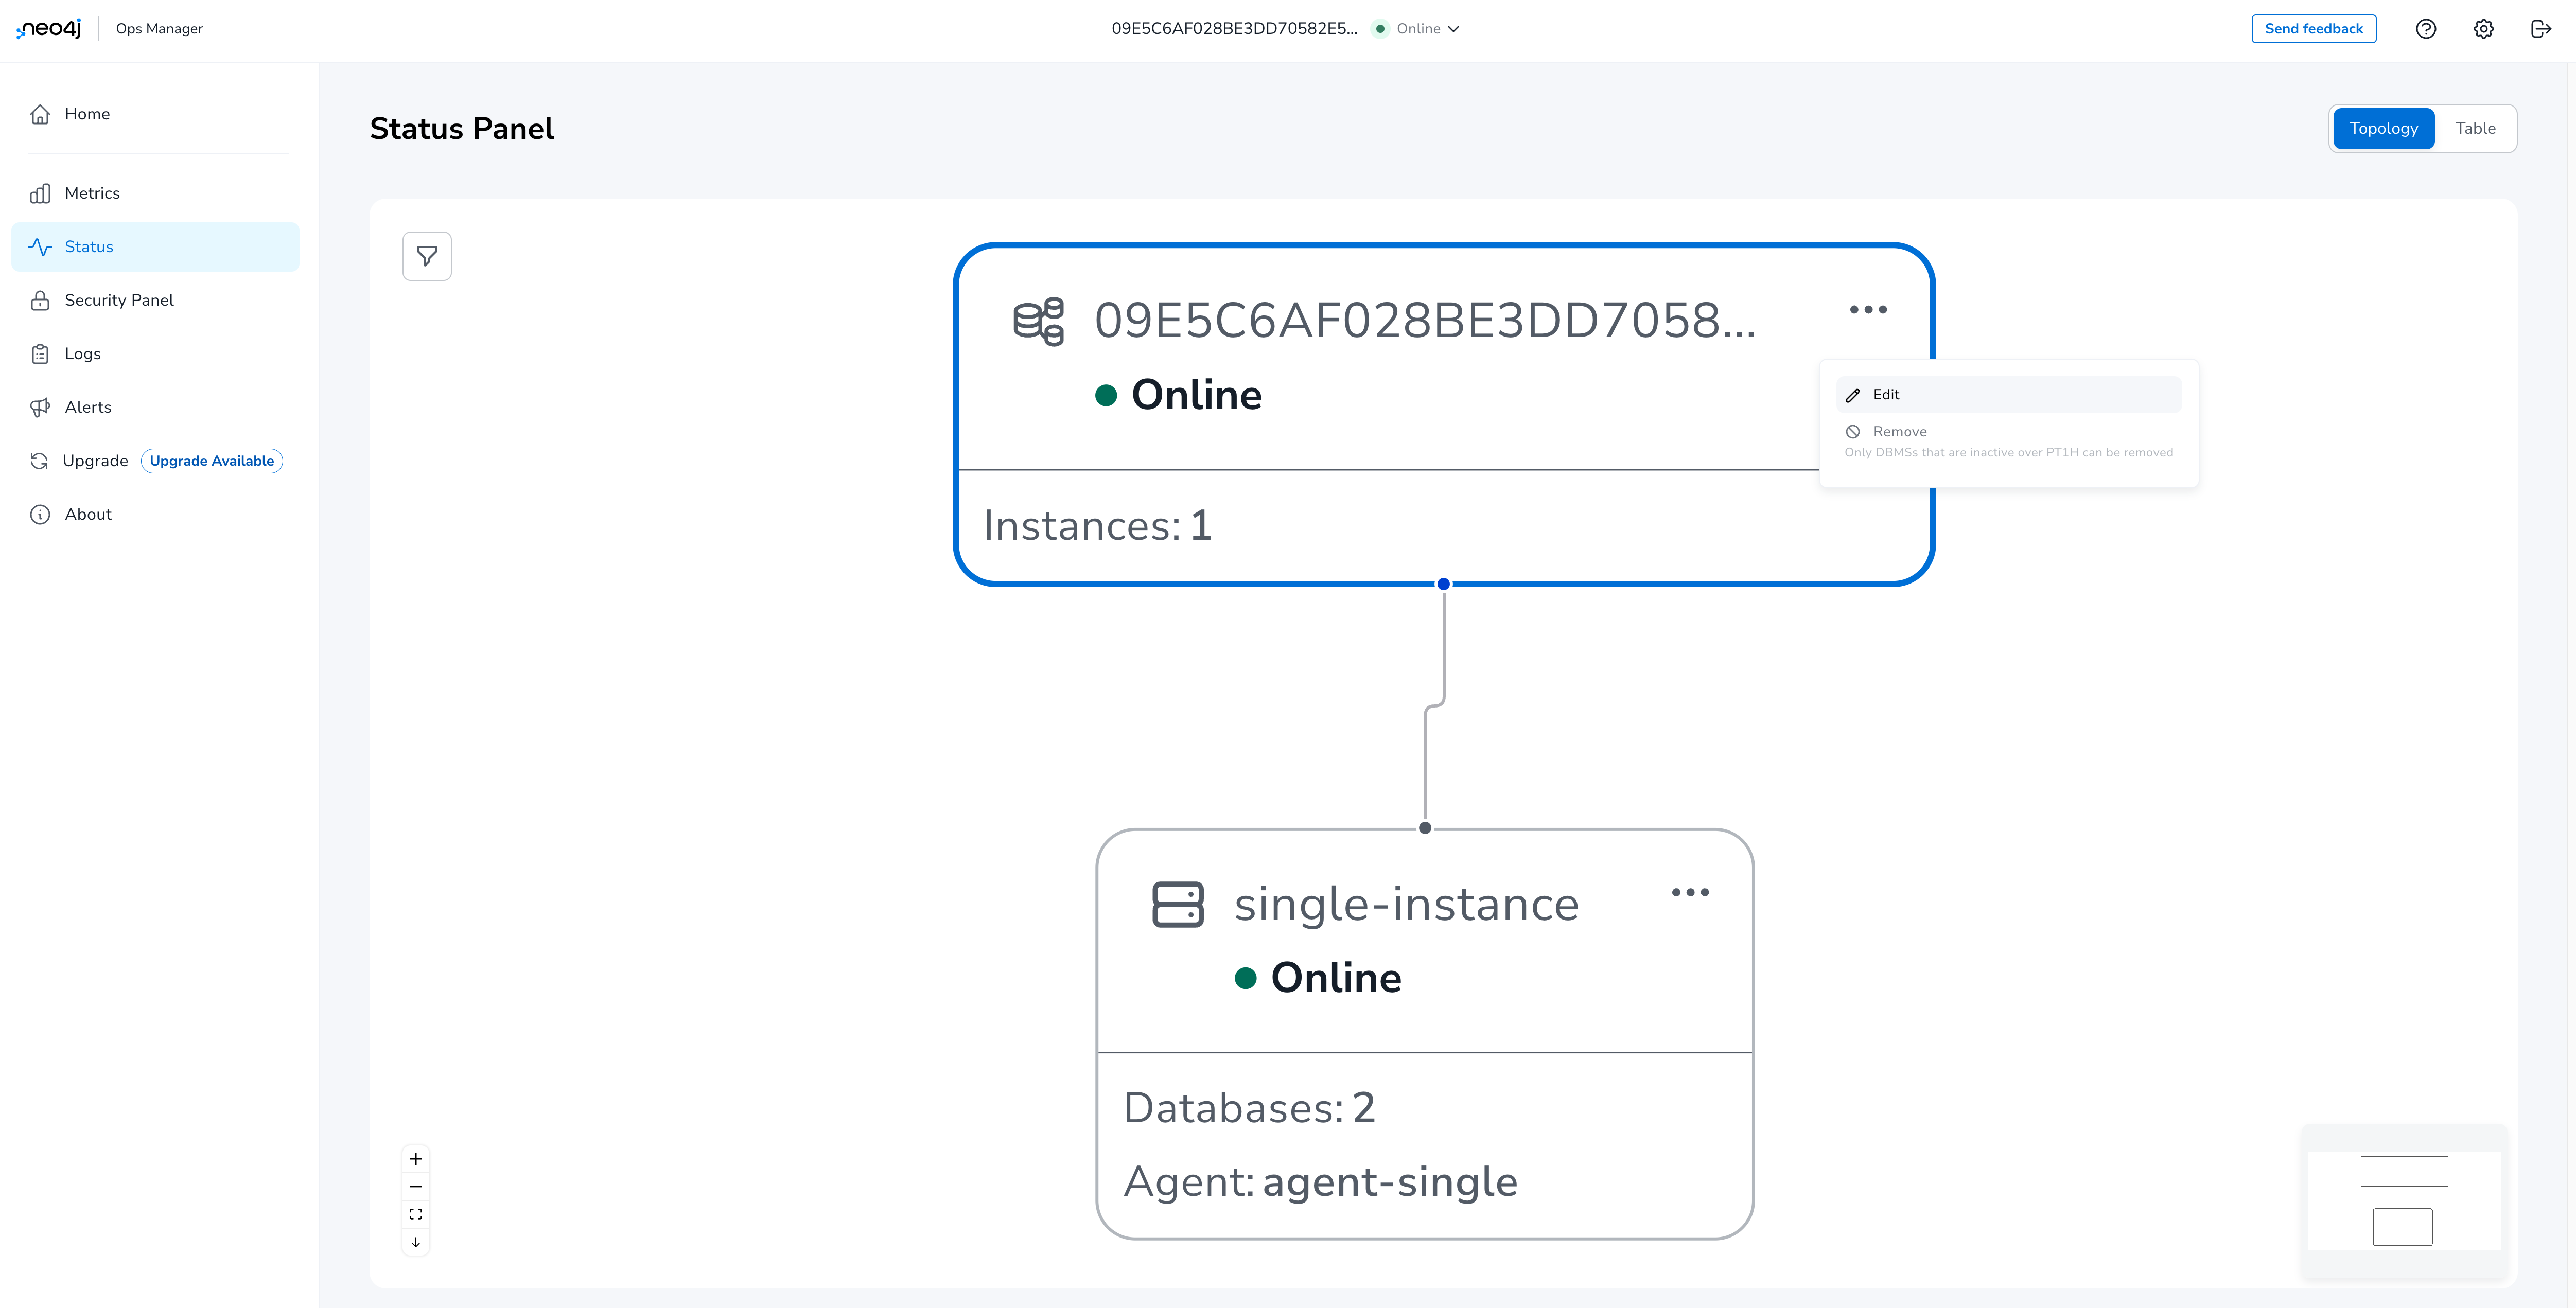 neo4j
Ops Manager
09E5C6AF028BE3DD70582E5...
Online
Send feedback
Home
Metrics
Status
Security Panel
Logs
Alerts
Upgrade
Upgrade Available
About
Status Panel
Topology
Table
09E5C6AF028BE3DD7058...
Online
Edit
Remove
Only DBMSs that are inactive over PT1H can be removed
Instances: 1
single-instance
Online
Databases: 2
Agent: agent-single